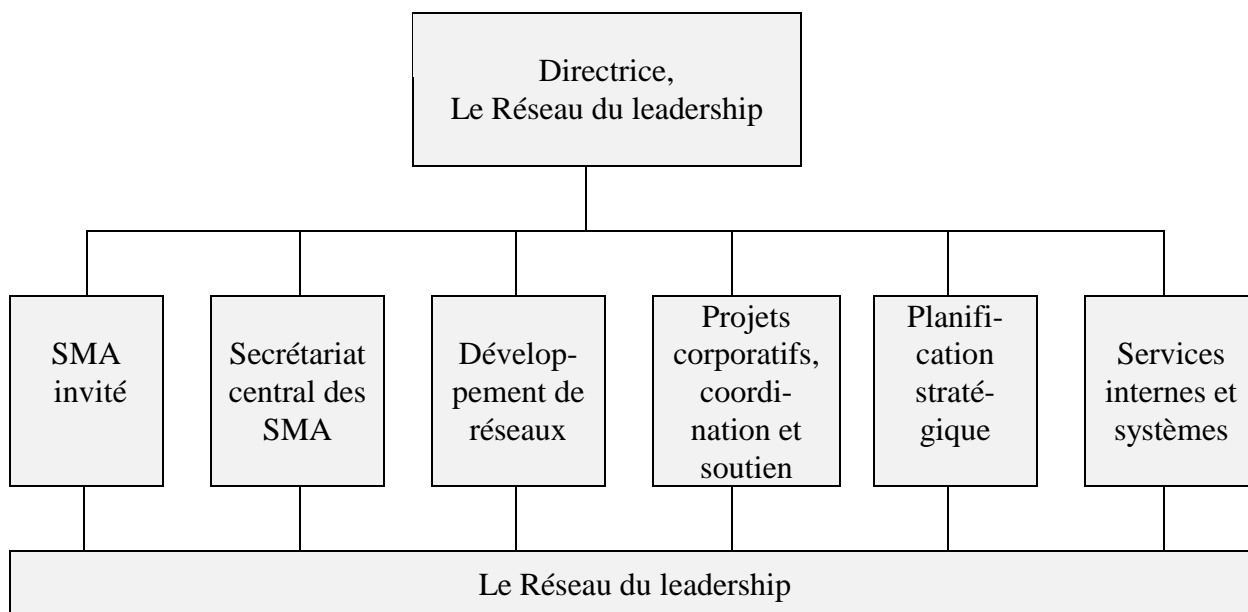 Directrice,
Le Réseau du leadership
SMA
invité
Secrétariat
central des
SMA
Dévelop-
pement de
réseaux
Projets
corporatifs,
coordi-
nation et
soutien
Planifi-
cation
straté-
gique
Services
internes et
systèmes
Le Réseau du leadership